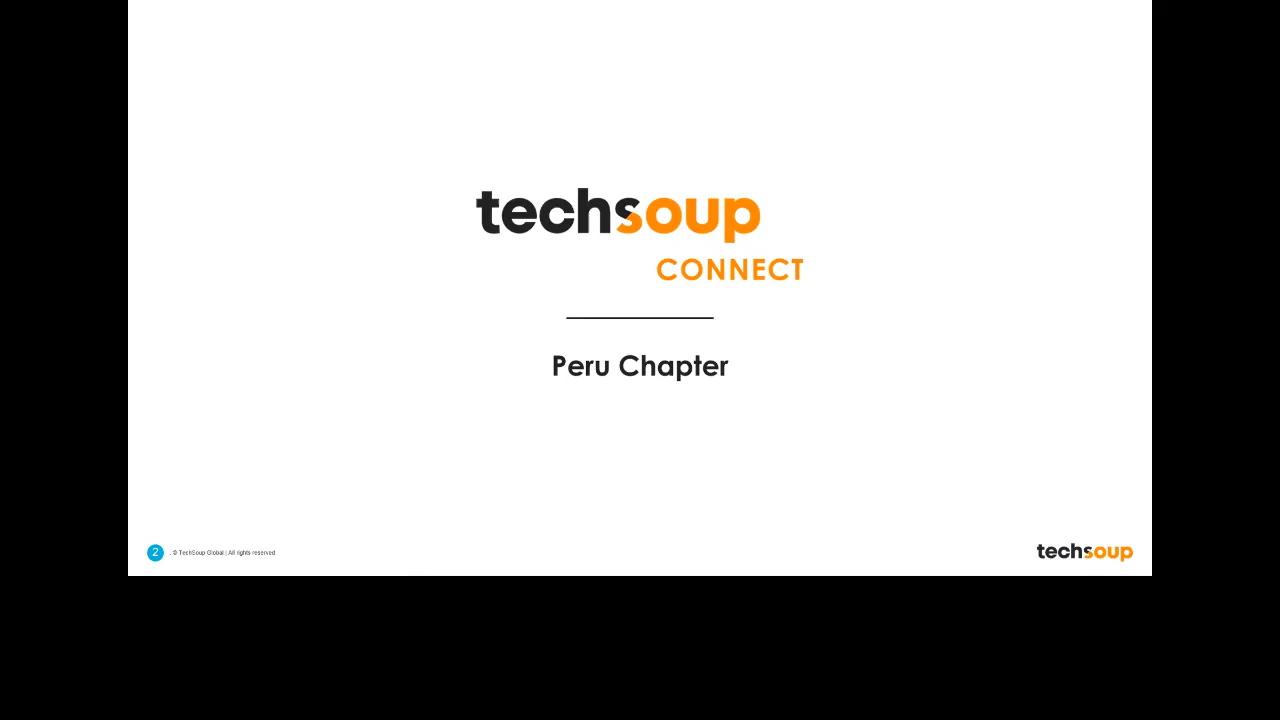 techsoup
CONNECT
Peru Chapter
2 . © TechSoup Global | All rights reserved
techsoup